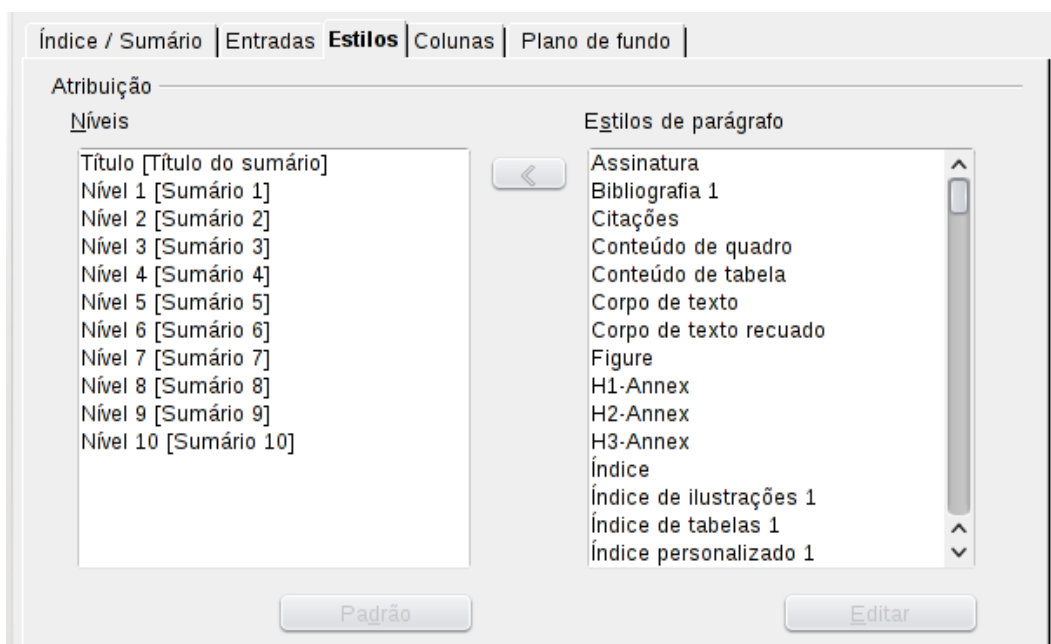 Índice / Sumário Entradas Estilos Colunas Plano de fundo
Atribuição
Níveis
Título [Título do sumário]
Nível 1 [Sumário 1]
Nível 2 [Sumário 2]
Nível 3 [Sumário 3]
Nível 4 [Sumário 4]
Nível 5 [Sumário 5]
Nível 6 [Sumário 6]
Nível 7 [Sumário 7]
Nível 8 [Sumário 8]
Nível 9 [Sumário 9]
Nível 10 [Sumário 10]
Padrão
Estilos de parágrafo
Assinatura
Bibliografia 1
Citações
Conteúdo de quadro
Conteúdo de tabela
Corpo de texto
Corpo de texto recuado
Figure
H1-Annex
H2-Annex
H3-Annex
Índice
Índice de ilustrações 1
Índice de tabelas 1
Índice personalizado 1
Editar